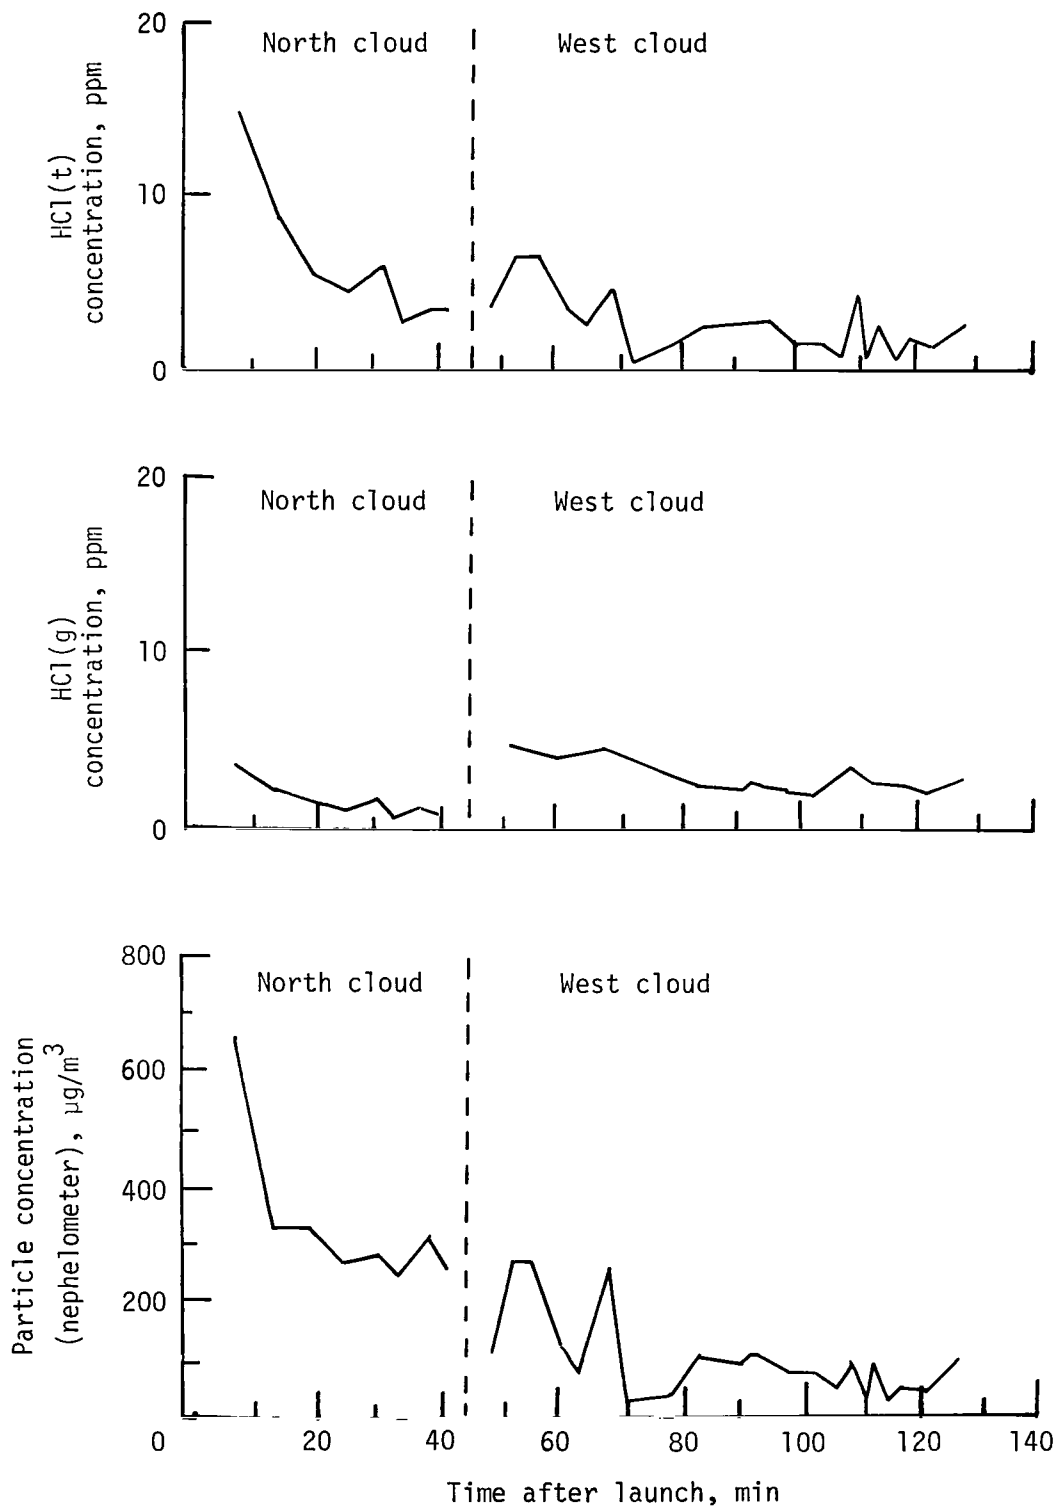 20
North cloud
West cloud
HCl(t)
concentration, ppm
10
0
20
North cloud
West cloud
HCl(g)
concentration, ppm
10
0
800
North cloud
West cloud
Particle concentration
(nephelometer), µg/m³
600
400
200
0 20 40 60 80 100 120 140
Time after launch, min